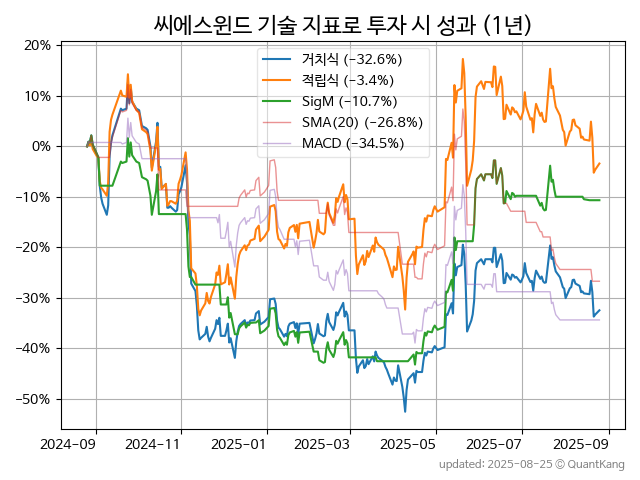 씨에스윈드 기술 지표로 투자 시 성과 (1년)
거치식 (−32.6%)
적립식 (−3.4%)
SigM (−10.7%)
SMA(20) (−26.8%)
MACD (−34.5%)
20%
10%
0%
−10%
−20%
−30%
−40%
−50%
2024−09 2024−11 2025−01 2025−03 2025−05 2025−07 2025−09
updated: 2025-08-25 ⓒ QuantKang